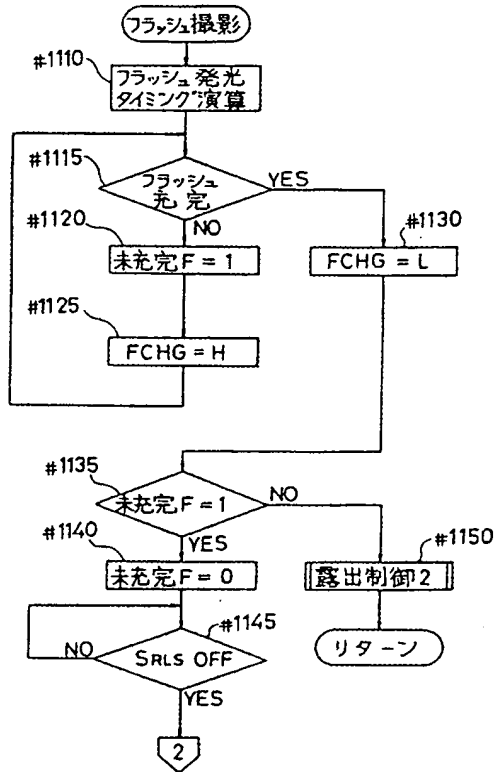 フラッシュ撮影
#1110
フラッシュ発光
タイミング演算
#1115
フラッシュ
充完
YES
NO
#1120
未充完F=1
#1130
FCHG=L
#1125
FCHG=H
#1135
未充完F=1
NO
YES
#1140
未充完F=0
#1150
露出制御2
#1145
SRLS OFF
NO
リターン
YES
2